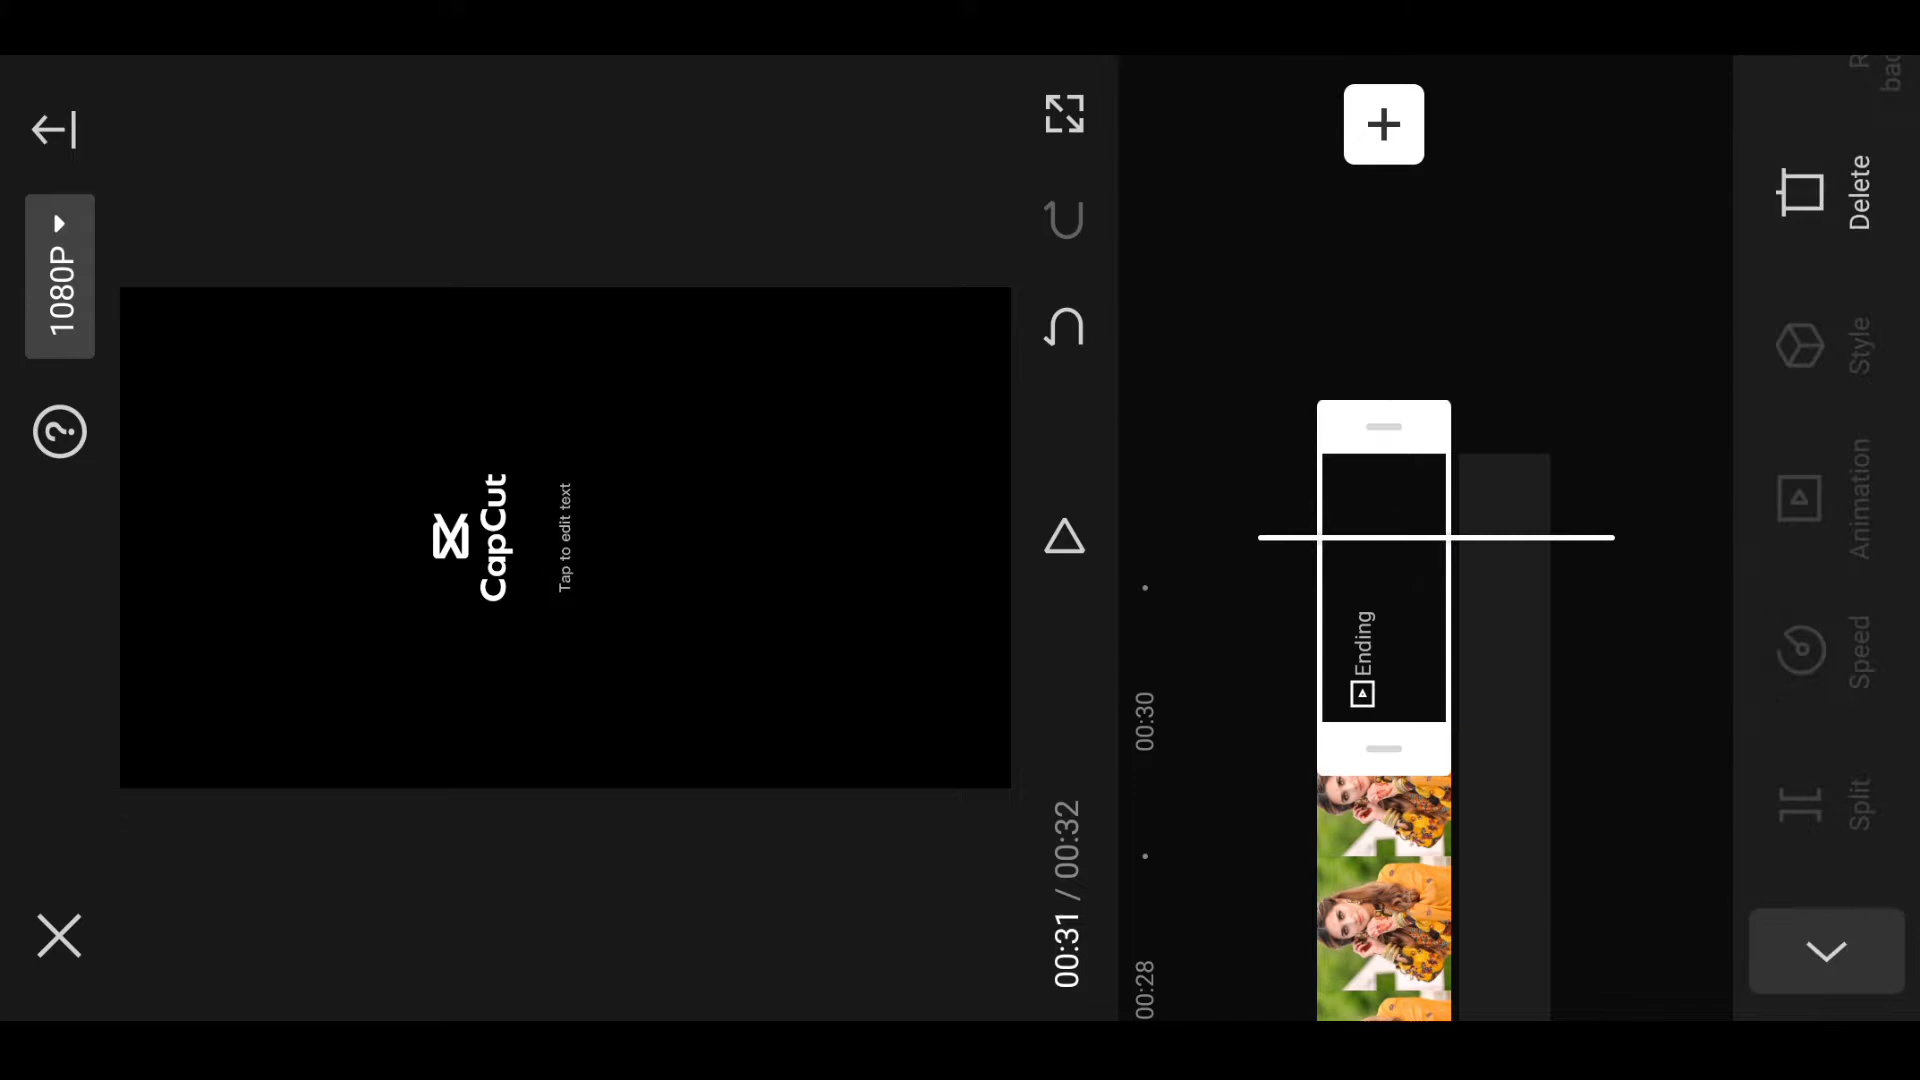 1080P
CapCut
Tap to edit text
00:31 / 00:32
00:28
00:30
Ending
Split
Speed
Animation
Style
Delete